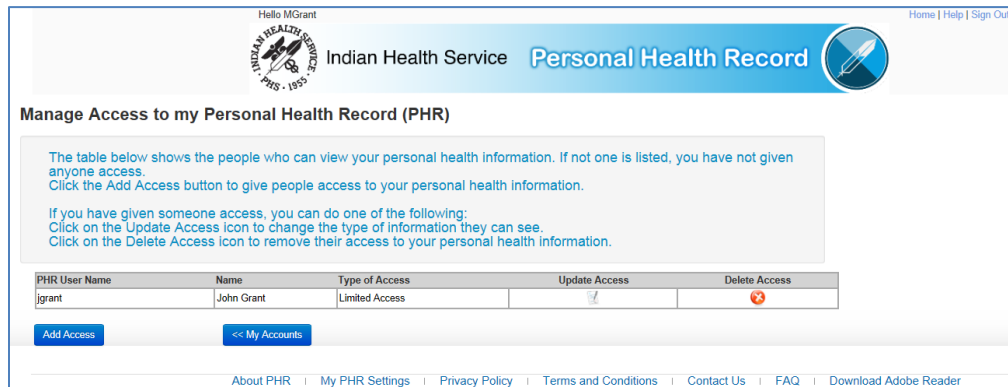 Hello MGrant
Home | Help | Sign Out
INDIAN HEALTH SERVICE
PHS - 1955
Indian Health Service Personal Health Record
Manage Access to my Personal Health Record (PHR)
The table below shows the people who can view your personal health information. If not one is listed, you have not given
anyone access.
Click the Add Access button to give people access to your personal health information.
If you have given someone access, you can do one of the following:
Click on the Update Access icon to change the type of information they can see.
Click on the Delete Access icon to remove their access to your personal health information.
PHR User Name Name Type of Access Update Access Delete Access
jgrant John Grant Limited Access
Add Access << My Accounts
About PHR | My PHR Settings | Privacy Policy | Terms and Conditions | Contact Us | FAQ | Download Adobe Reader